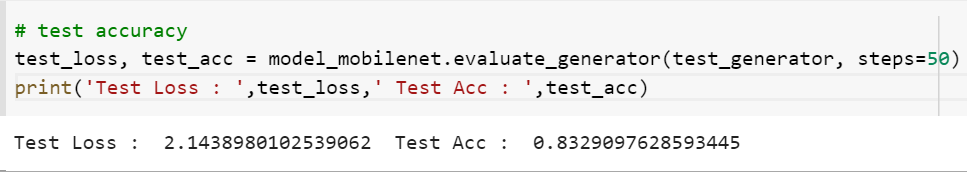 # test accuracy
test_loss, test_acc = model_mobilenet.evaluate_generator(test_generator, steps=50)
print('Test Loss : ',test_loss,' Test Acc : ',test_acc)
Test Loss :  2.1438980102539062  Test Acc :  0.8329097628593445